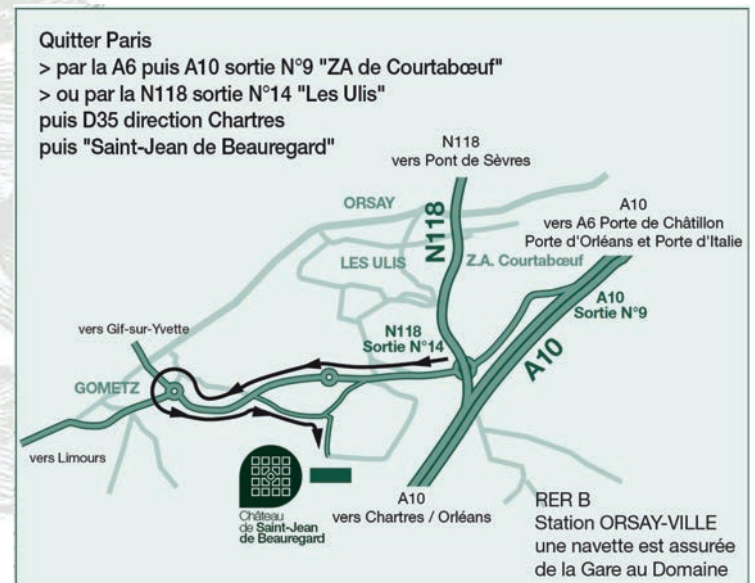 Quitter Paris
> par la A6 puis A10 sortie N°9 "ZA de Courtabœuf"
> ou par la N118 sortie N°14 "Les Ulis"
puis D35 direction Chartres
puis "Saint-Jean de Beauregard"
N118
vers Pont de Sèvres
A10
vers A6 Porte de Châtillon
Porte d'Orléans et Porte d'Italie
ORSAY
N118
LES ULIS
Z.A. Courtabœuf
A10
Sortie N°9
vers Gif-sur-Yvette
N118
Sortie N°14
A10
GOMETZ
vers Limours
Château
de Saint-Jean
de Beauregard
A10
vers Chartres / Orléans
RER B
Station ORSAY-VILLE
une navette est assurée
de la Gare au Domaine